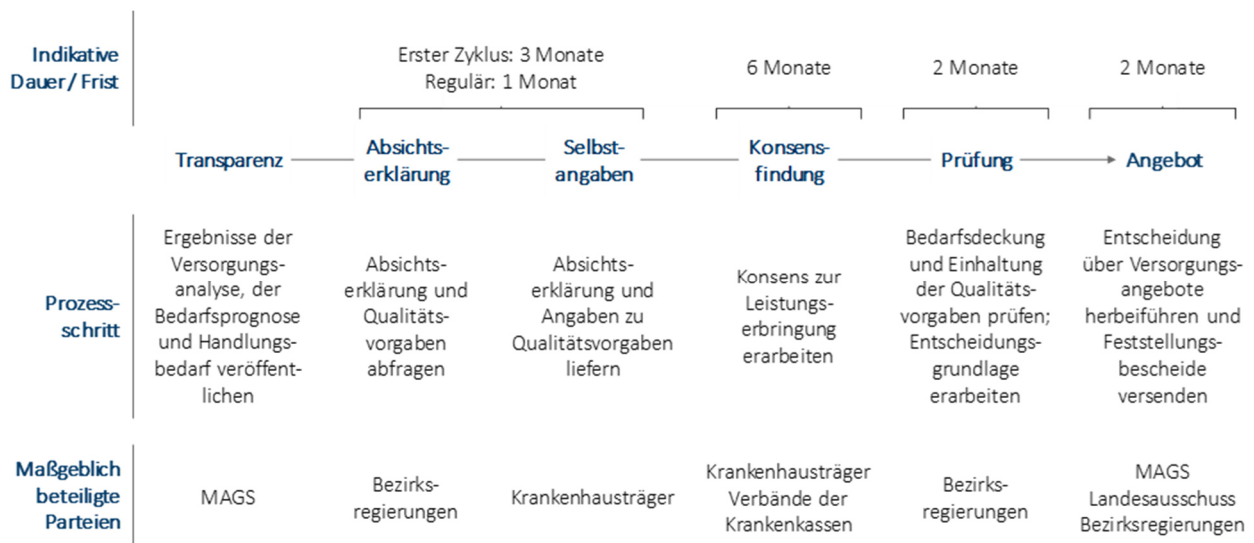 Indikative
Dauer / Frist
Erster Zyklus: 3 Monate
Regulär: 1 Monat
6 Monate
2 Monate
2 Monate
Transparenz
Absichts-
erklärung
Selbst-
angaben
Konsens-
findung
Prüfung
Angebot
Prozess-
schritt
Ergebnisse der
Versorgungs-
analyse, der
Bedarfsprognose
und Handlungs-
bedarf veröffent-
lichen
Absichts-
erklärung und
Qualitäts-
vorgaben
abfragen
Absichts-
erklärung und
Angaben zu
Qualitätsvorgaben
liefern
Konsens zur
Leistungs-
erbringung
erarbeiten
Bedarfsdeckung
und Einhaltung
der Qualitäts-
vorgaben prüfen;
Entscheidungs-
grundlage
erarbeiten
Entscheidung
über Versorgungs-
angebote
herbeiführen und
Feststellungs-
bescheide
versenden
Maßgeblich
beteiligte
Parteien
MAGS
Bezirks-
regierungen
Krankenhausträger
Krankenhausträger
Verbände der
Krankenkassen
Bezirks-
regierungen
MAGS
Landesausschuss
Bezirksregierungen